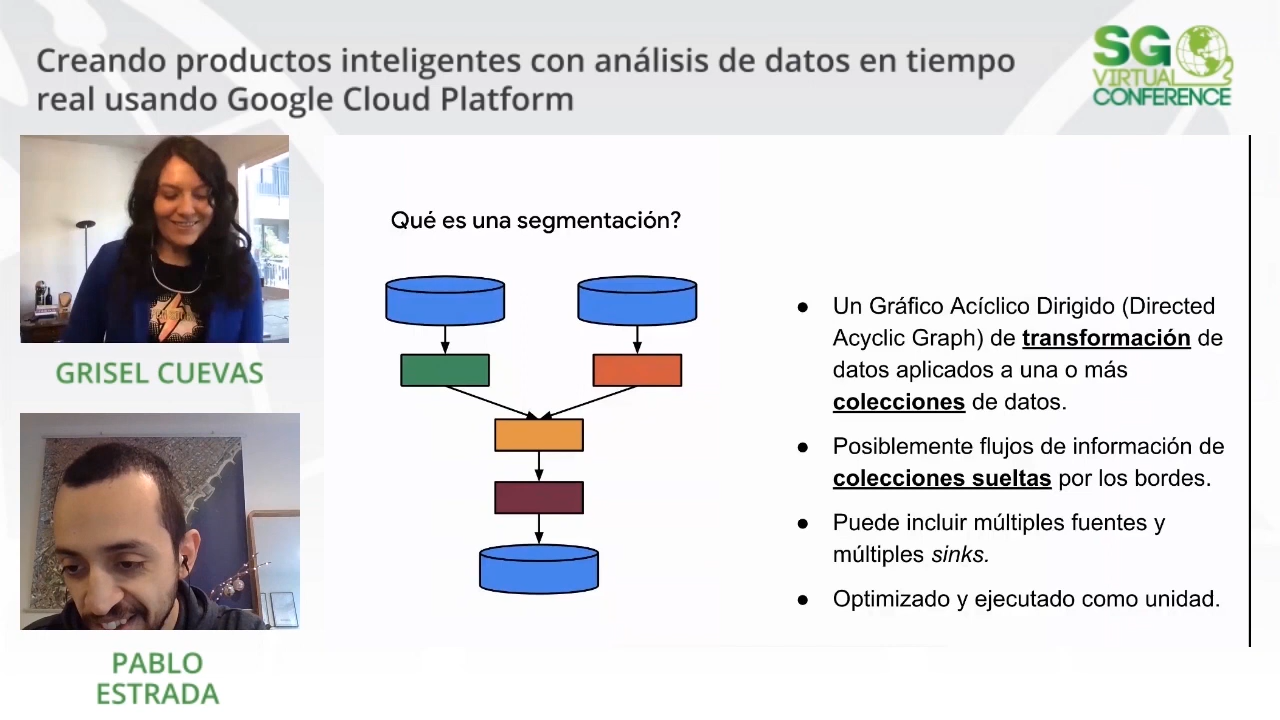 Creando productos inteligentes con análisis de datos en tiempo
real usando Google Cloud Platform
SG
VIRTUAL
CONFERENCE
GRISEL CUEVAS
PABLO
ESTRADA
Qué es una segmentación?
● Un Gráfico Acíclico Dirigido (Directed
Acyclic Graph) de transformación de
datos aplicados a una o más
colecciones de datos.
● Posiblemente flujos de información de
colecciones sueltas por los bordes.
● Puede incluir múltiples fuentes y
múltiples sinks.
● Optimizado y ejecutado como unidad.